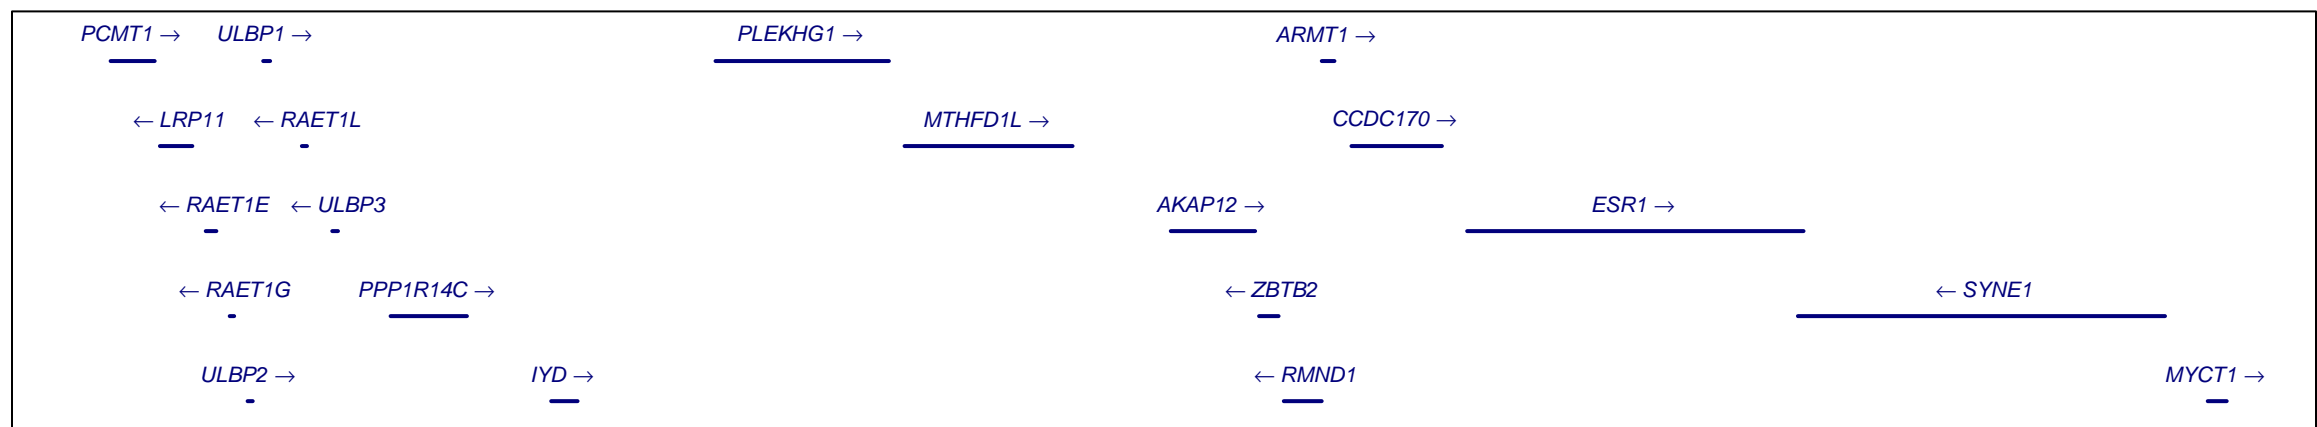 PCMT1 → ULBP1 → PLEKHG1 → ARMT1 →
← LRP11 ← RAET1L MTHFD1L → CCDC170 →
← RAET1E ← ULBP3 AKAP12 → ESR1 →
← RAET1G PPP1R14C → ← ZBTB2 ← SYNE1
ULBP2 → IYD → ← RMND1 MYCT1 →